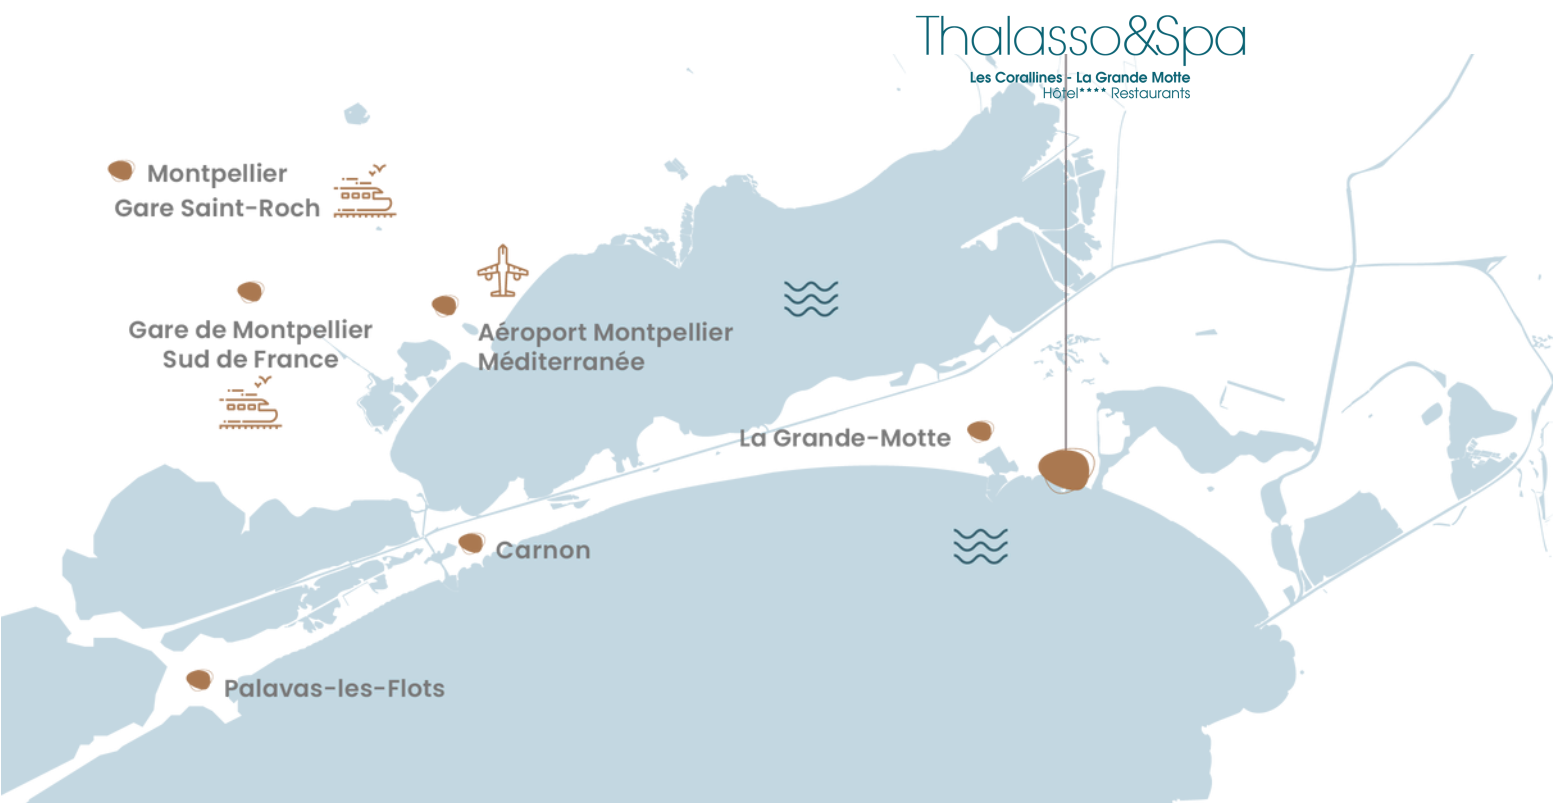 Thalasso&Spa
Les Corallines - La Grande Motte
Hôtel**** Restaurants
Montpellier
Gare Saint-Roch
Gare de Montpellier
Sud de France
Aéroport Montpellier
Méditerranée
La Grande-Motte
Carnon
Palavas-les-Flots